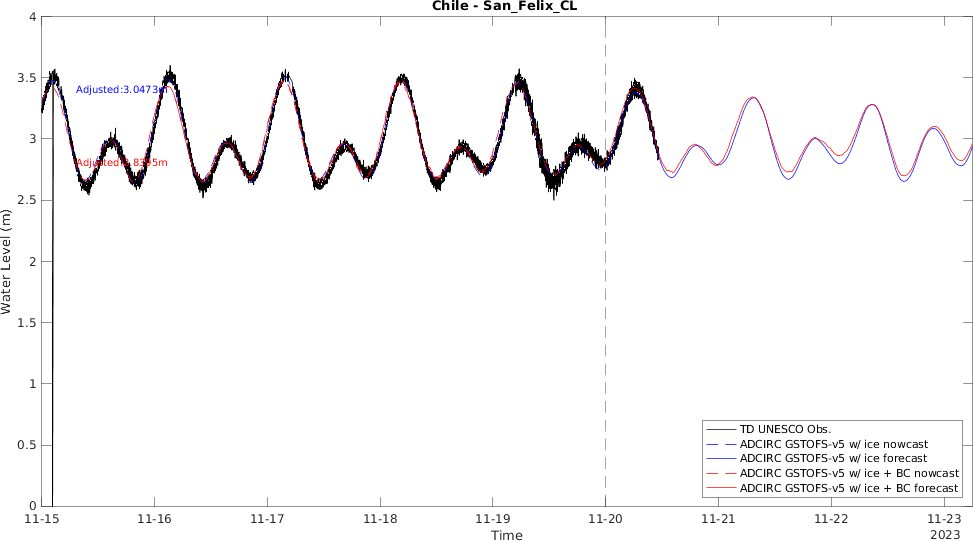 Chile - San_Felix_CL
4
3.5
3
2.5
2
1.5
1
0.5
0
Water Level (m)
Adjusted:3.0473m
11-15
11-16
11-17
11-18
11-19
11-20
11-21
11-22
11-23
Time
2023
TD UNESCO Obs.
ADCIRC GSTOFS-v5 w/ ice nowcast
ADCIRC GSTOFS-v5 w/ ice forecast
ADCIRC GSTOFS-v5 w/ ice + BC nowcast
ADCIRC GSTOFS-v5 w/ ice + BC forecast